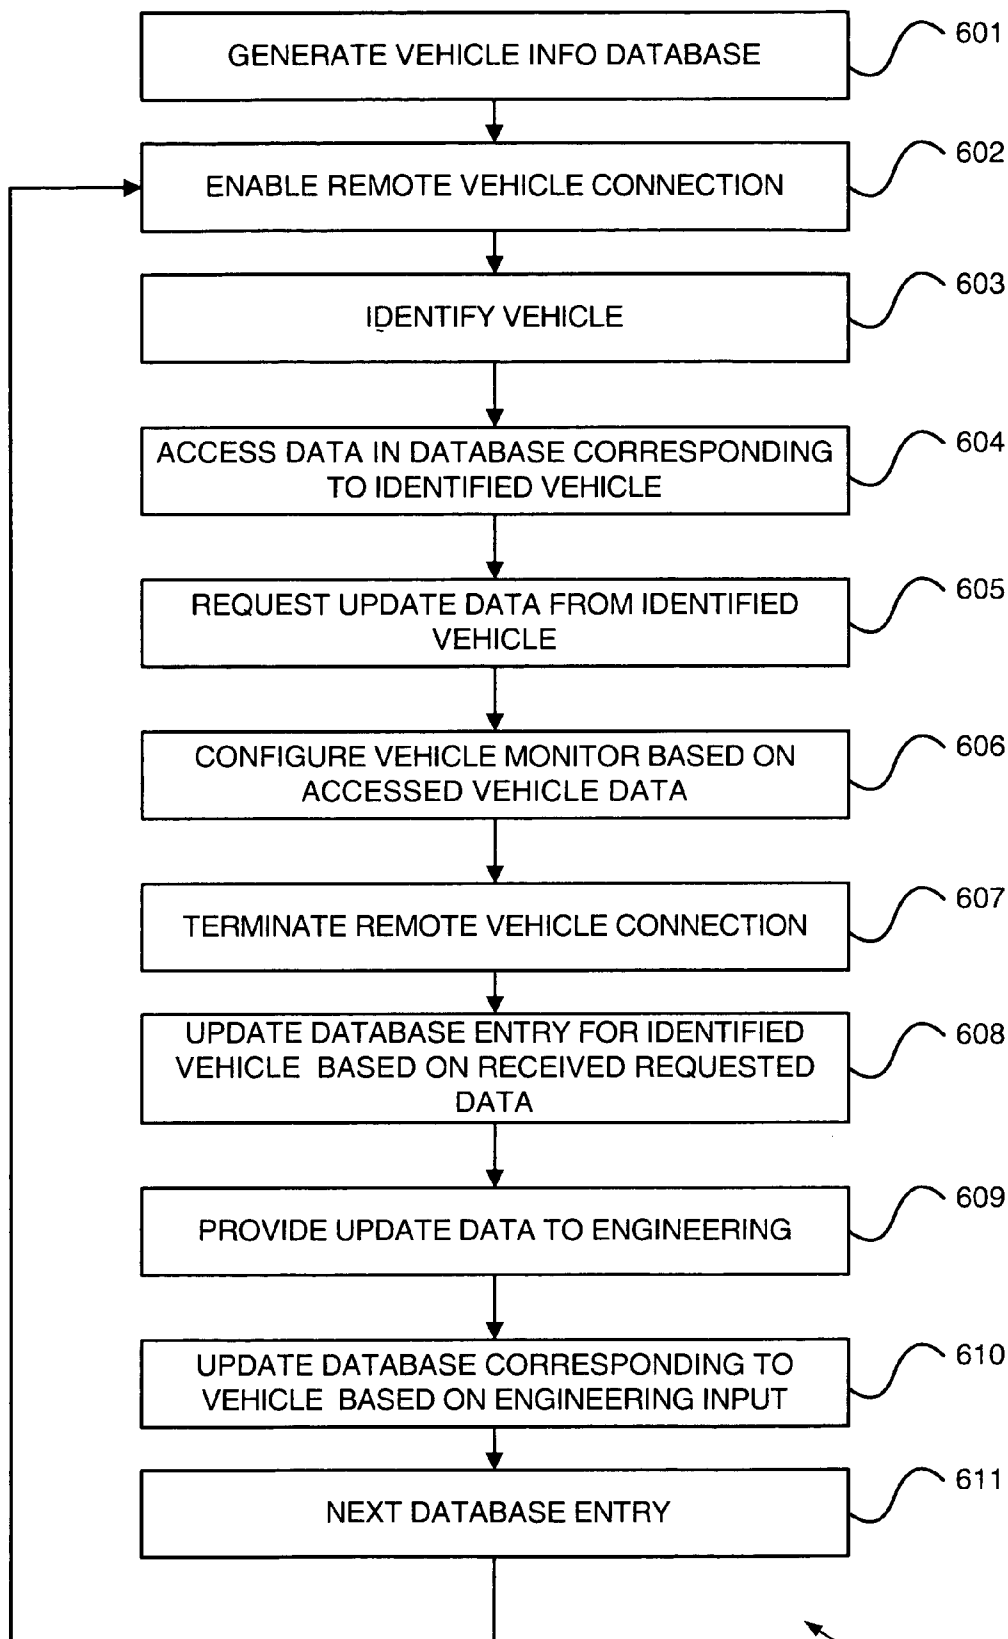 GENERATE VEHICLE INFO DATABASE
601
ENABLE REMOTE VEHICLE CONNECTION
602
IDENTIFY VEHICLE
603
ACCESS DATA IN DATABASE CORRESPONDING
TO IDENTIFIED VEHICLE
604
REQUEST UPDATE DATA FROM IDENTIFIED
VEHICLE
605
CONFIGURE VEHICLE MONITOR BASED ON
ACCESSED VEHICLE DATA
606
TERMINATE REMOTE VEHICLE CONNECTION
607
UPDATE DATABASE ENTRY FOR IDENTIFIED
VEHICLE BASED ON RECEIVED REQUESTED
DATA
608
PROVIDE UPDATE DATA TO ENGINEERING
609
UPDATE DATABASE CORRESPONDING TO
VEHICLE BASED ON ENGINEERING INPUT
610
NEXT DATABASE ENTRY
611